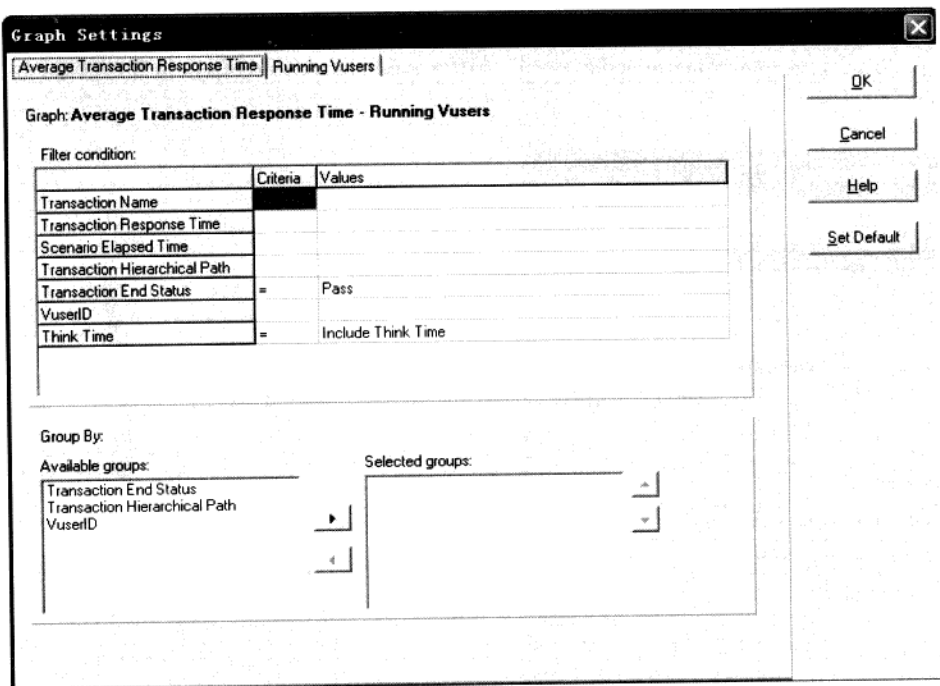 Graph Settings
Average Transaction Response Time Running Vusers
OK
Graph: Average Transaction Response Time - Running Vusers
Cancel
Filter condition:
Criteria Values
Help
Transaction Name
Transaction Response Time
Set Default
Scenario Elapsed Time
Transaction Hierarchical Path
Transaction End Status = Pass
VuserID
Think Time = Include Think Time
Group By:
Available groups: Selected groups:
Transaction End Status
Transaction Hierarchical Path
VuserID